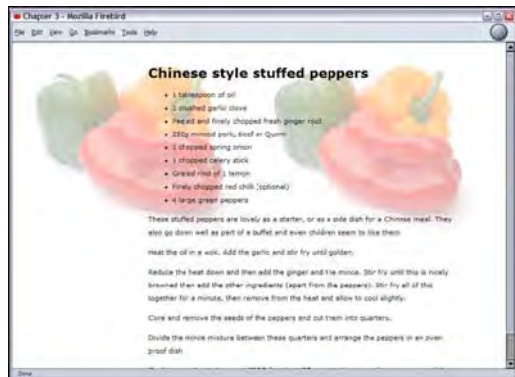 Chapter 3 - Mozilla Firebird
File Edit View Go Bookmarks Tools Help
Chinese style stuffed peppers
1 tablespoon of oil
crushed garlic clove
Peeled and finely chopped fresh ginger root
250g minced pork, beef or Quorn
1 chopped spring onion
1 chopped celery stick
Grated rind of 1 lemon
Finely chopped red chilli (optional)
4 large green peppers
These stuffed peppers are lovely as a starter, or as a side dish for a Chinese meal. They
also go down well as part of a buffet and even children seem to like them
Heat the oil in a wok. Add the garlic and stir fry until golden.
Reduce the heat down and then add the ginger and the mince. Stir fry until this is nicely
browned then add the other ingredients (apart from the peppers). Stir fry all of this
together for a minute, then remove from the heat and allow to cool slightly.
Core and remove the seeds of the peppers and cut them into quarters.
Divide the mince mixture between these quarters and arrange the peppers in an oven
proof dish
Done